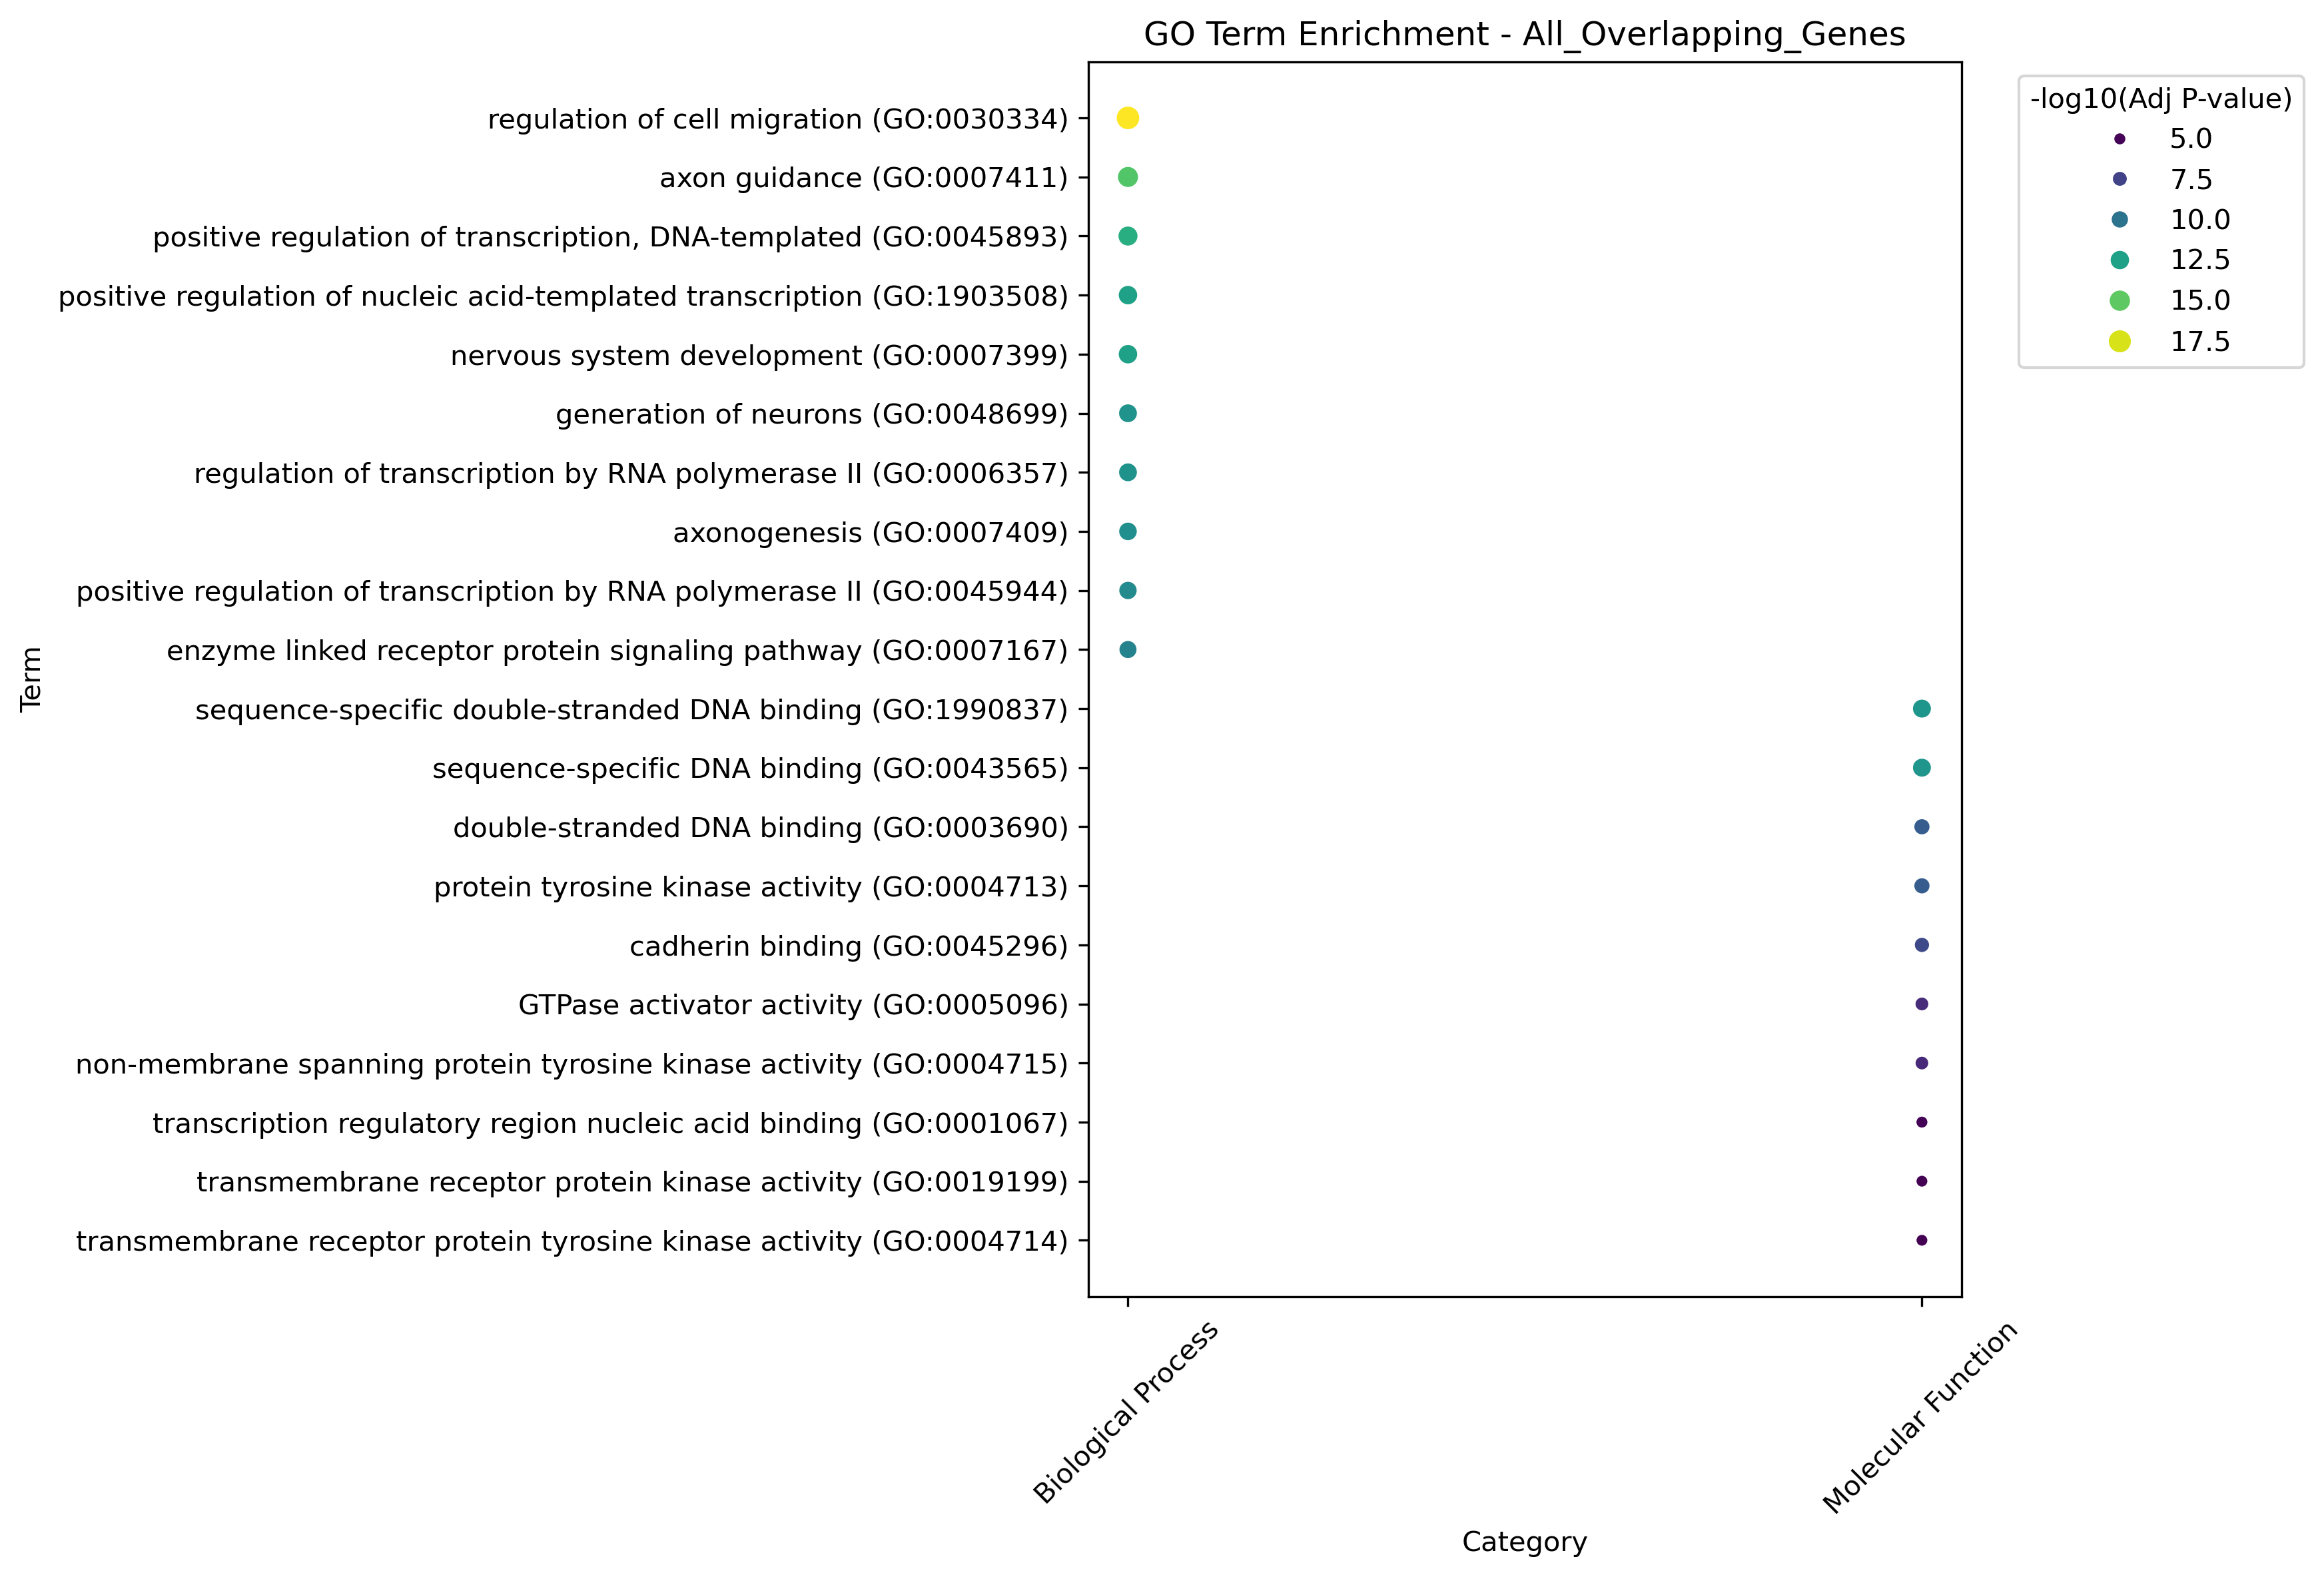 GO Term Enrichment - All_Overlapping_Genes
Term
regulation of cell migration (GO:0030334)
axon guidance (GO:0007411)
positive regulation of transcription, DNA-templated (GO:0045893)
positive regulation of nucleic acid-templated transcription (GO:1903508)
nervous system development (GO:0007399)
generation of neurons (GO:0048699)
regulation of transcription by RNA polymerase II (GO:0006357)
axonogenesis (GO:0007409)
positive regulation of transcription by RNA polymerase II (GO:0045944)
enzyme linked receptor protein signaling pathway (GO:0007167)
sequence-specific double-stranded DNA binding (GO:1990837)
sequence-specific DNA binding (GO:0043565)
double-stranded DNA binding (GO:0003690)
protein tyrosine kinase activity (GO:0004713)
cadherin binding (GO:0045296)
GTPase activator activity (GO:0005096)
non-membrane spanning protein tyrosine kinase activity (GO:0004715)
transcription regulatory region nucleic acid binding (GO:0001067)
transmembrane receptor protein kinase activity (GO:0019199)
transmembrane receptor protein tyrosine kinase activity (GO:0004714)
Biological Process
Molecular Function
Category
-log10(Adj P-value)
5.0
7.5
10.0
12.5
15.0
17.5